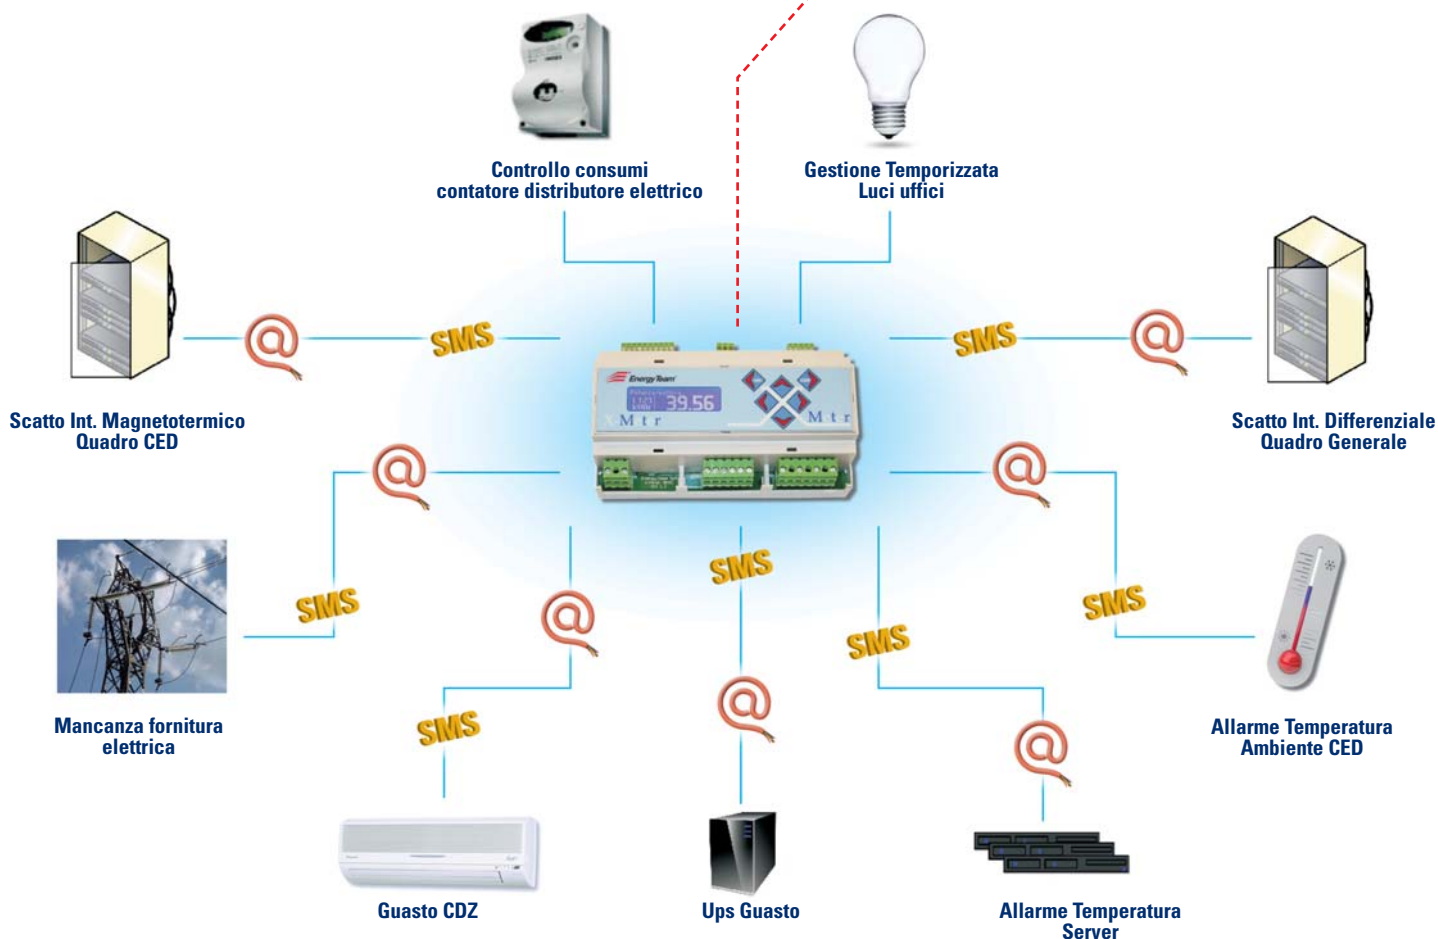 Controllo consumi
contatore distributore elettrico
Gestione Temporizzata
Luci uffici
SMS
SMS
EnergyTeam
39.56
X Mtr
X Mtr
Scatto Int. Magnetotermico
Quadro CED
Scatto Int. Differenziale
Quadro Generale
SMS
SMS
SMS
SMS
SMS
Mancanza fornitura
elettrica
Allarme Temperatura
Ambiente CED
Guasto CDZ
Ups Guasto
Allarme Temperatura
Server